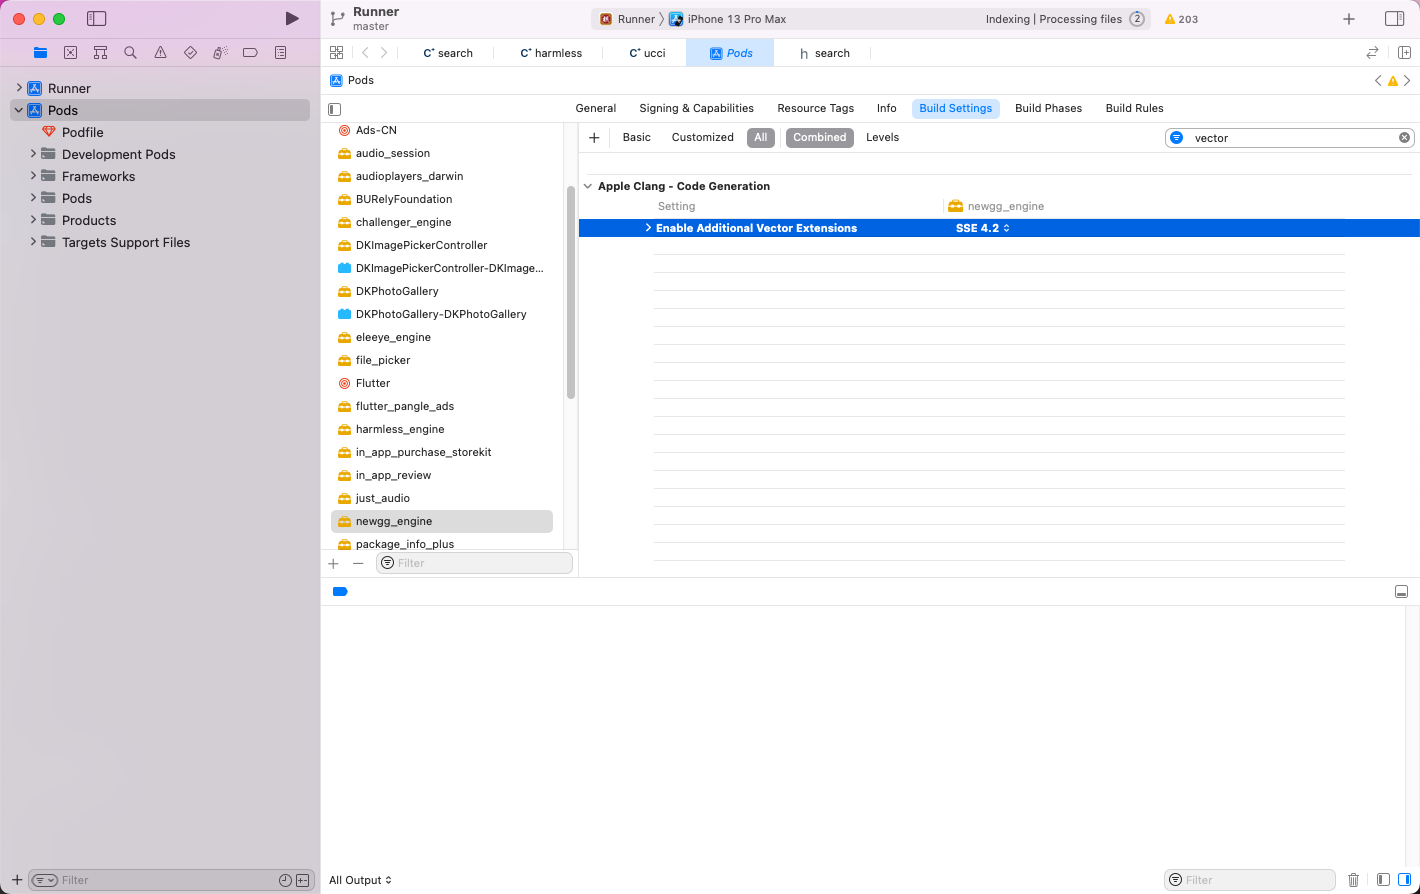 Runner
master
Runner
iPhone 13 Pro Max
Indexing | Processing files
2
203
C+ search
C+ harmless
C+ ucci
Pods
h search
Pods
General
Signing & Capabilities
Resource Tags
Info
Build Settings
Build Phases
Build Rules
Basic
Customized
All
Combined
Levels
vector
Runner
Pods
Podfile
Development Pods
Frameworks
Pods
Products
Targets Support Files
Ads-CN
audio_session
audioplayers_darwin
BURelyFoundation
challenger_engine
DKImagePickerController
DKImagePickerController-DKImage...
DKPhotoGallery
DKPhotoGallery-DKPhotoGallery
eleeye_engine
file_picker
Flutter
flutter_pangle_ads
harmless_engine
in_app_purchase_storekit
in_app_review
just_audio
newgg_engine
package_info_plus
Filter
Apple Clang - Code Generation
Setting
newgg_engine
Enable Additional Vector Extensions
SSE 4.2
Filter
All Output
Filter